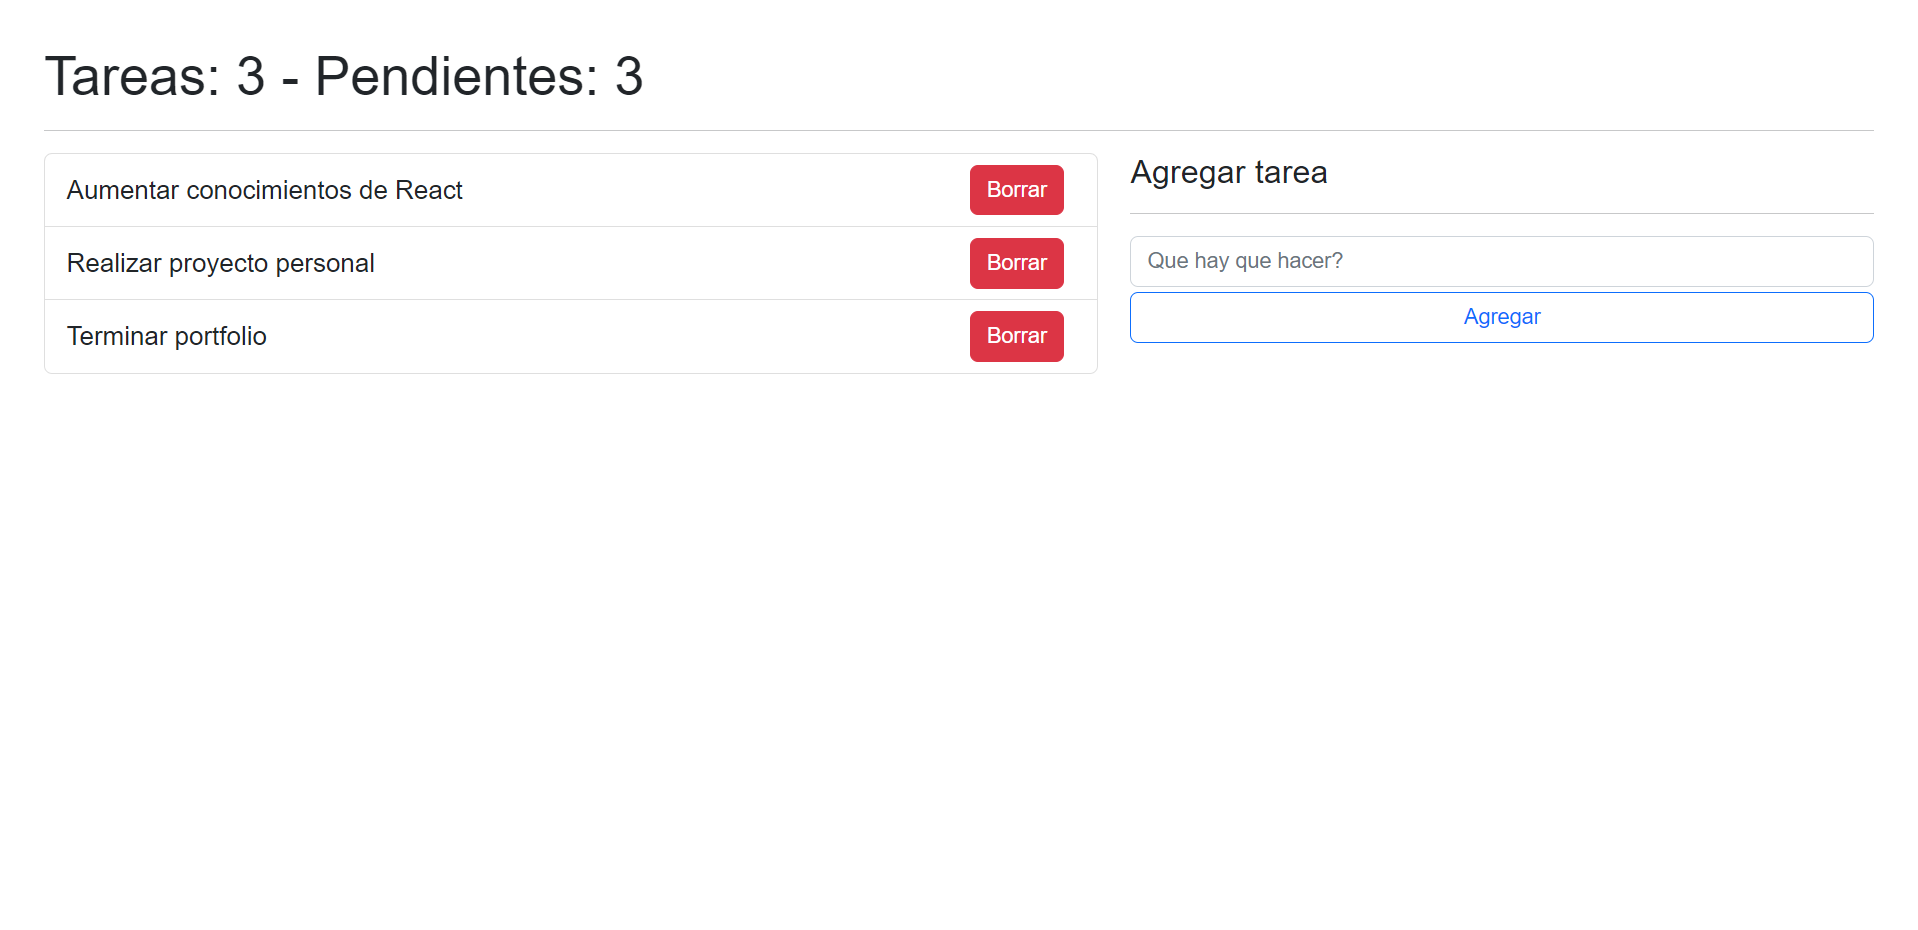 Tareas: 3 - Pendientes: 3
Aumentar conocimientos de React
Borrar
Realizar proyecto personal
Borrar
Terminar portfolio
Borrar
Agregar tarea
Que hay que hacer?
Agregar